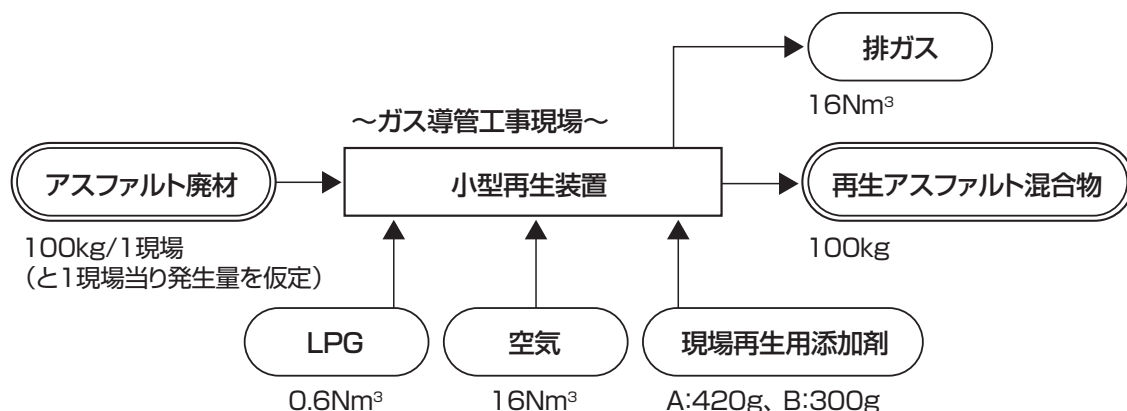 排ガス
16Nm³
～ガス導管工事現場～
アスファルト廃材
小型再生装置
再生アスファルト混合物
100kg/1現場
（と1現場当り発生量を仮定）
100kg
LPG
空気
現場再生用添加剤
0.6Nm³
16Nm³
A:420g、B:300g